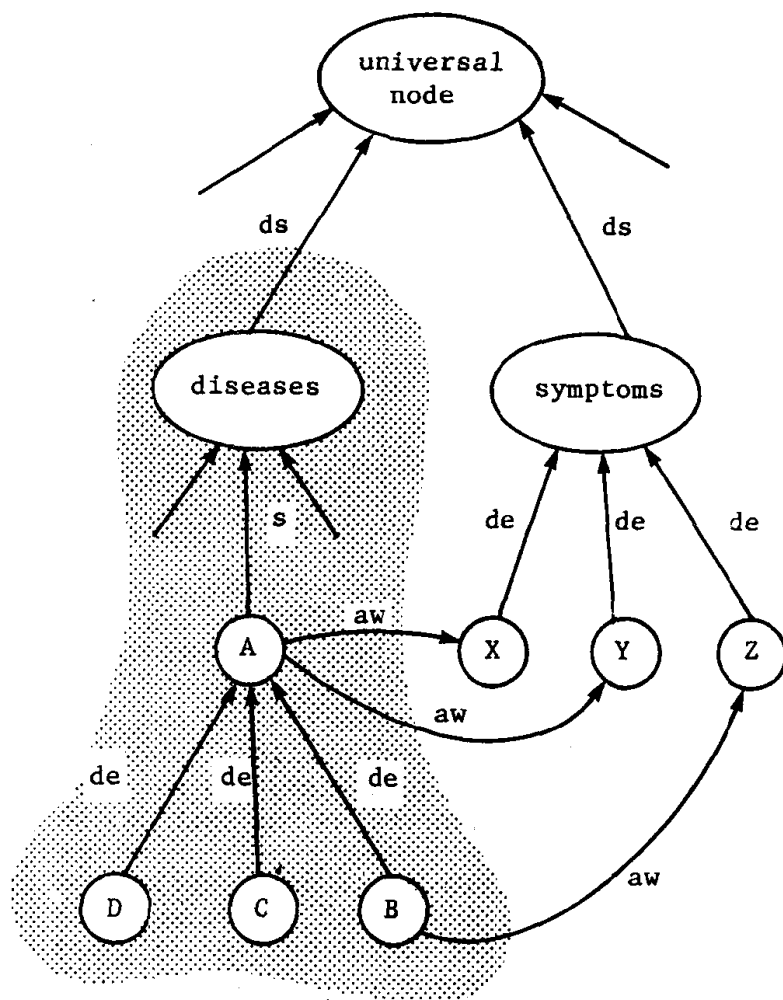 universal
node
ds
ds
diseases
symptoms
s
de
de
de
aw
A
X
Y
Z
aw
de
de
de
aw
D
C
B